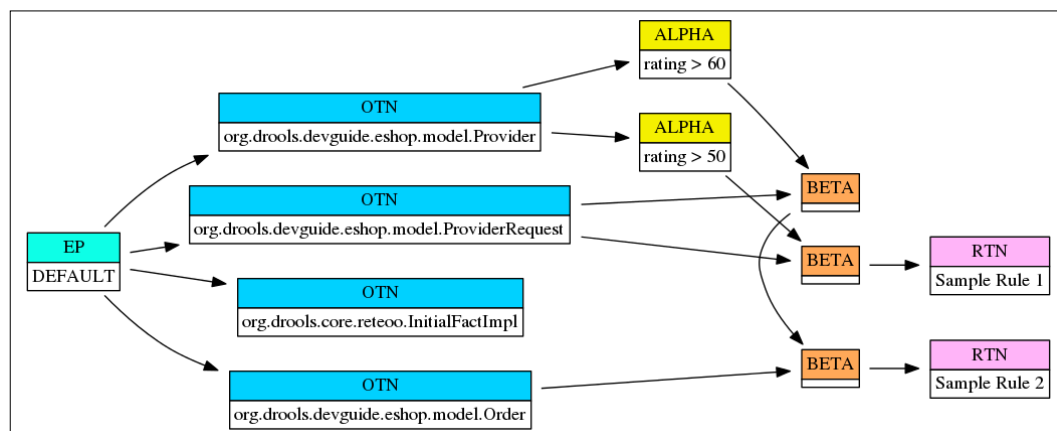 ALPHA
rating > 60
OTN
org.drools.devguide.eshop.model.Provider
ALPHA
rating > 50
OTN
org.drools.devguide.eshop.model.ProviderRequest
BETA
EP
DEFAULT
BETA
RTN
Sample Rule 1
OTN
org.drools.core.reteoo.InitialFactImpl
OTN
org.drools.devguide.eshop.model.Order
BETA
RTN
Sample Rule 2